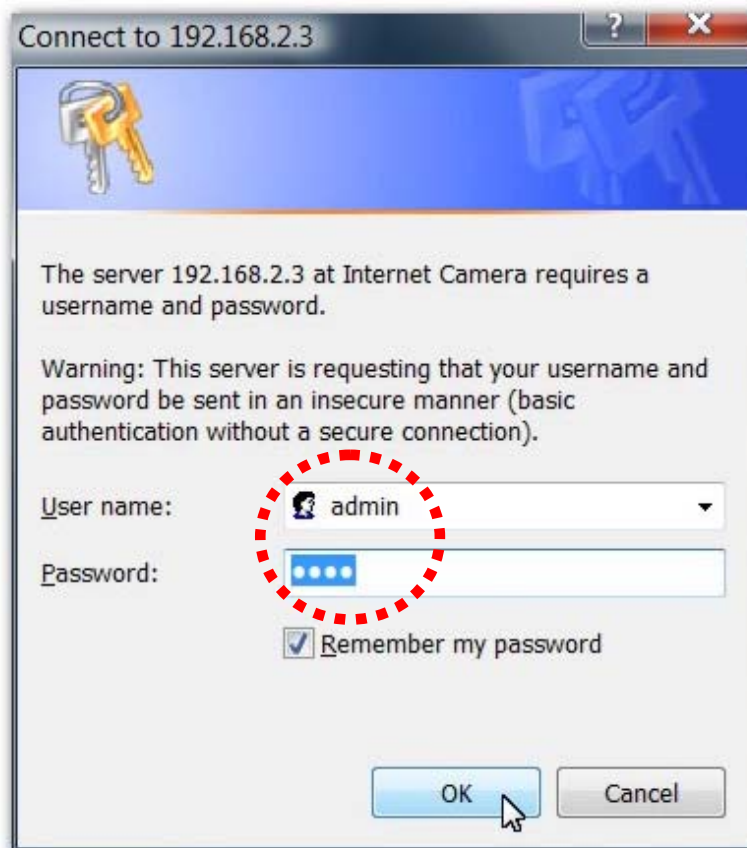 Connect to 192.168.2.3
?
The server 192.168.2.3 at Internet Camera requires a
username and password.
Warning: This server is requesting that your username and
password be sent in an insecure manner (basic
authentication without a secure connection).
User name: admin
Password: ••••
Remember my password
OK Cancel